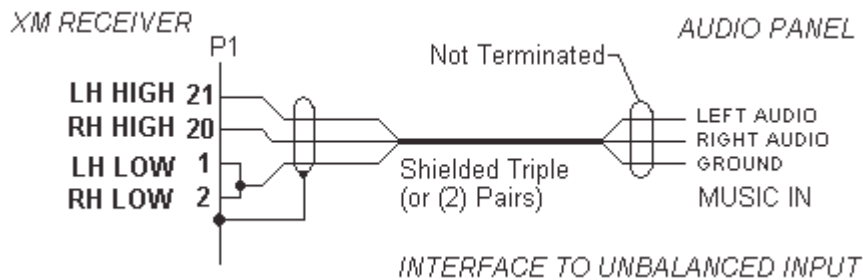 XM RECEIVER
P1
AUDIO PANEL
Not Terminated
LH HIGH 21
RH HIGH 20
LH LOW 1
RH LOW 2
LEFT AUDIO
RIGHT AUDIO
GROUND
Shielded Triple
(or (2) Pairs)
MUSIC IN
INTERFACE TO UNBALANCED INPUT